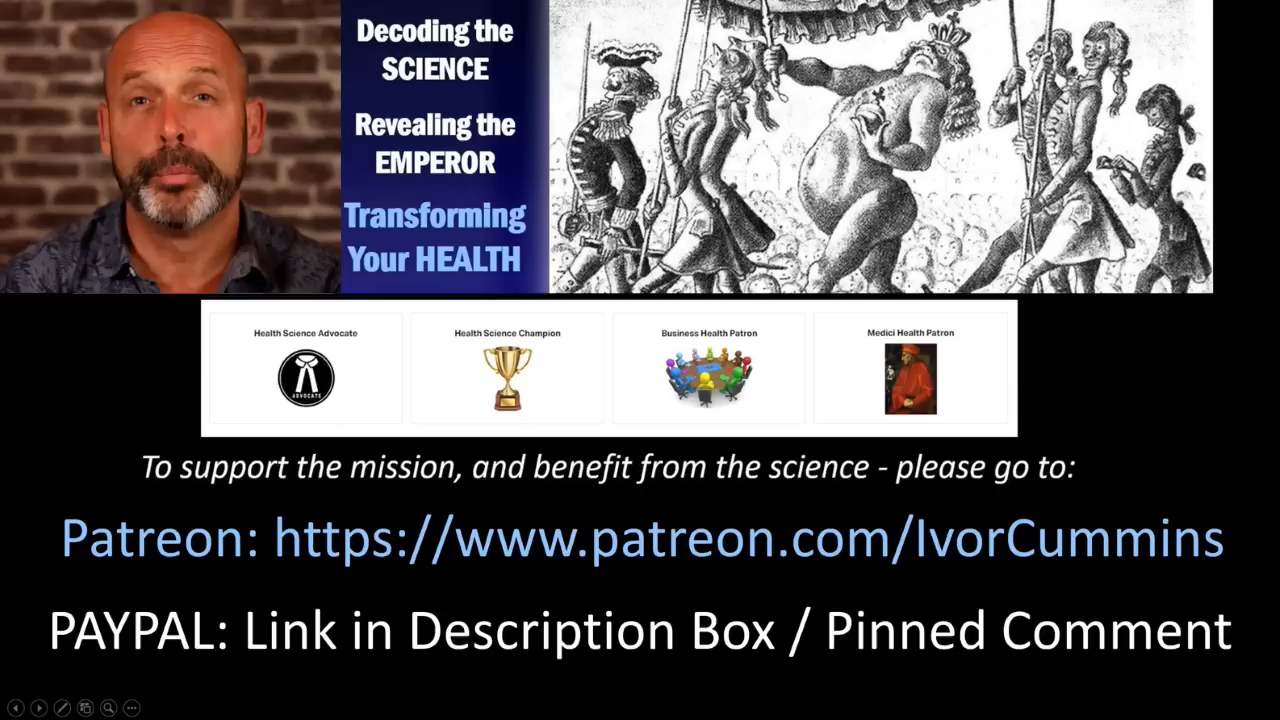 Decoding the
SCIENCE
Revealing the
EMPEROR
Transforming
Your HEALTH
Health Science Advocate
Health Science Champion
Business Health Patron
Medici Health Patron
ADVOCATE
To support the mission, and benefit from the science - please go to:
Patreon: https://www.patreon.com/IvorCummins
PAYPAL: Link in Description Box / Pinned Comment